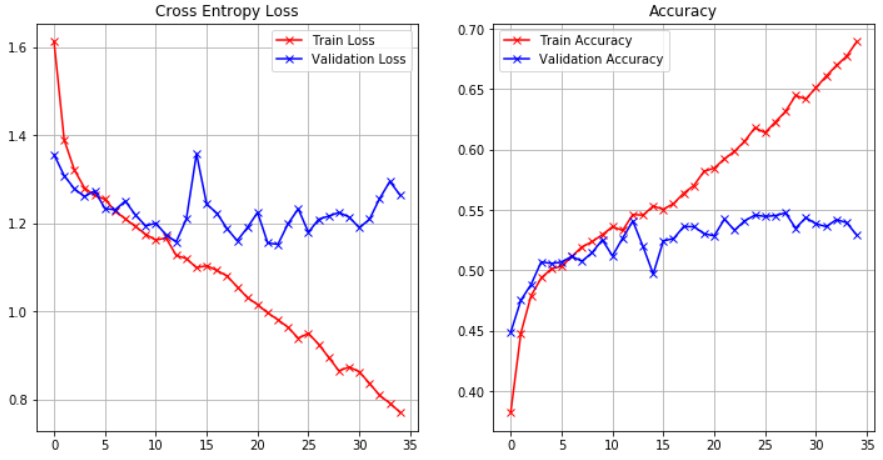 Cross Entropy Loss
Train Loss
Validation Loss
1.6
1.4
1.2
1.0
0.8
0 5 10 15 20 25 30 35
Accuracy
Train Accuracy
Validation Accuracy
0.70
0.65
0.60
0.55
0.50
0.45
0.40
0 5 10 15 20 25 30 35